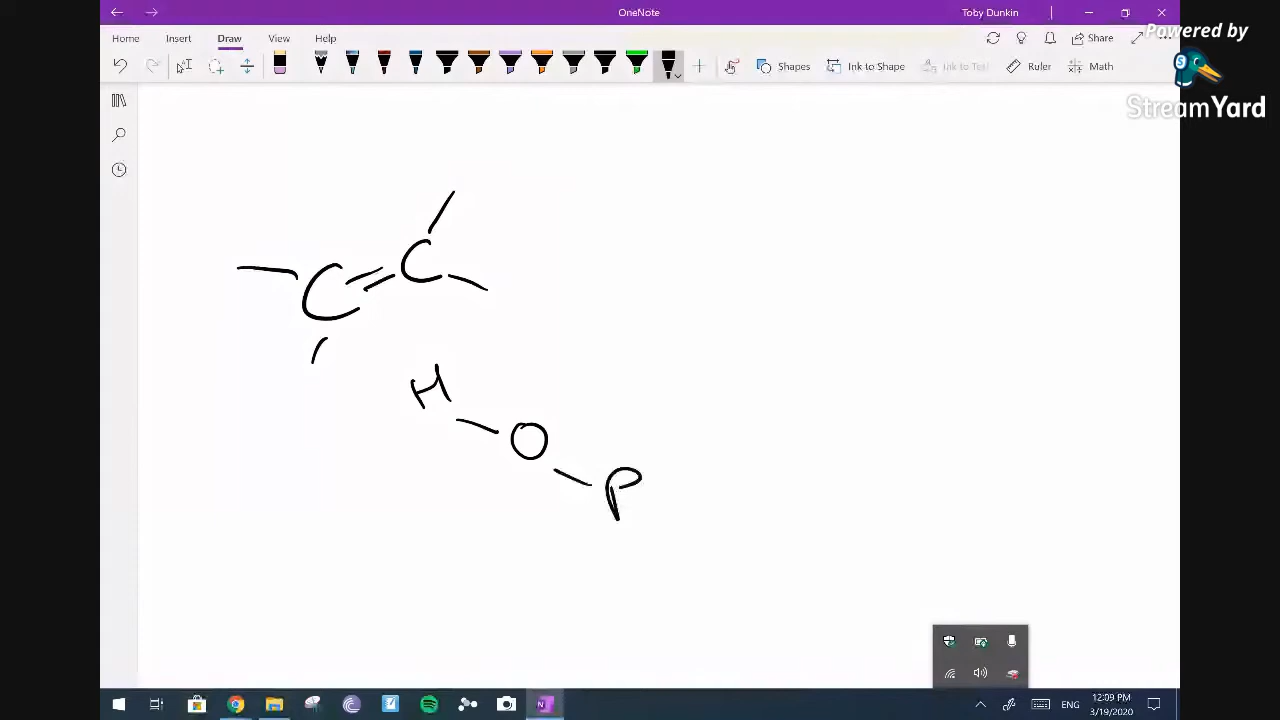 OneNote
Toby Dunkin
Powered by
StreamYard
Home Insert Draw View Help
Share
Shapes
Ink to Shape
Ink to Text
Ruler
Math
C = C
H - O - P
12:09 PM
ENG
3/19/2020